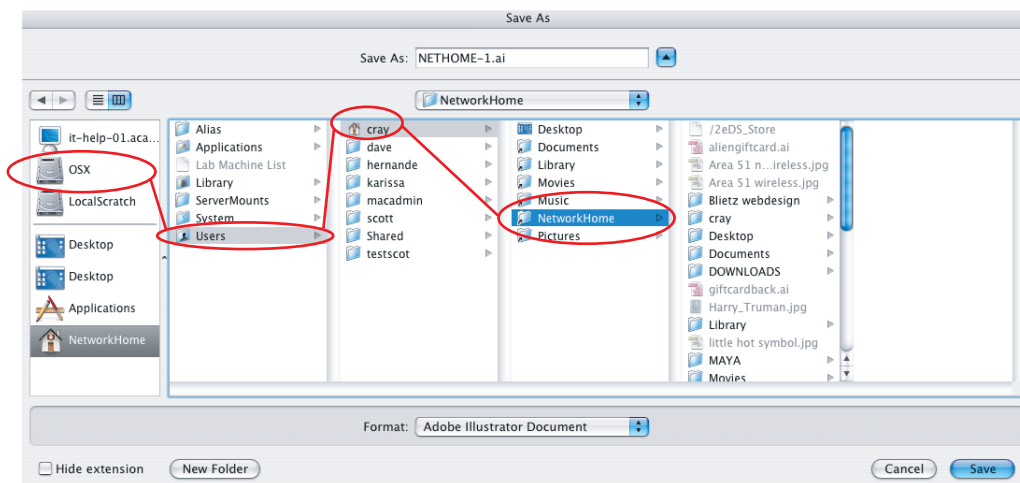 Save As
Save As: NETHOME-1.ai
NetworkHome
it-help-01.aca...
OSX
LocalScratch
Desktop
Desktop
Applications
NetworkHome
Alias
Applications
Lab Machine List
Library
ServerMounts
System
Users
cray
dave
hernande
karissa
macadmin
scott
Shared
testscot
Desktop
Documents
Library
Movies
Music
NetworkHome
Pictures
/2eDS_Store
aliengiftcard.ai
Area 51 n...ireless.jpg
Area 51 wireless.jpg
Blietz webdesign
cray
Desktop
Documents
DOWNLOADS
giftcardback.ai
Harry_Truman.jpg
Library
little hot symbol.jpg
MAYA
Movies
Format: Adobe Illustrator Document
Hide extension
New Folder
Cancel
Save